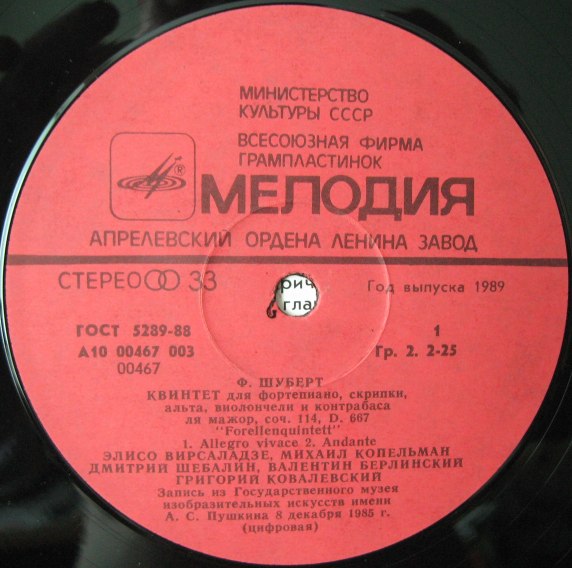 МИНИСТЕРСТВО
КУЛЬТУРЫ СССР
ВСЕСОЮЗНАЯ ФИРМА
ГРАМПЛАСТИНОК
®
МЕЛОДИЯ
АПРЕЛЕВСКИЙ ОРДЕНА ЛЕНИНА ЗАВОД
СТЕРЕО 33
Год выпуска 1989
ГОСТ 5289-88
1
А10 00467 003
Гр. 2. 2-25
00467
Ф. ШУБЕРТ
КВИНТЕТ для фортепиано, скрипки,
альта, виолончели и контрабаса
ля мажор, соч. 114, D. 667
"Forellenquintett"
1. Allegro vivace 2. Andante
ЭЛИСО ВИРСАЛАДЗЕ, МИХАИЛ КОПЕЛЬМАН
ДМИТРИЙ ШЕБАЛИН, ВАЛЕНТИН БЕРЛИНСКИЙ
ГРИГОРИЙ КОВАЛЕВСКИЙ
Запись из Государственного музея
изобразительных искусств имени
А. С. Пушкина 8 декабря 1985 г.
(цифровая)